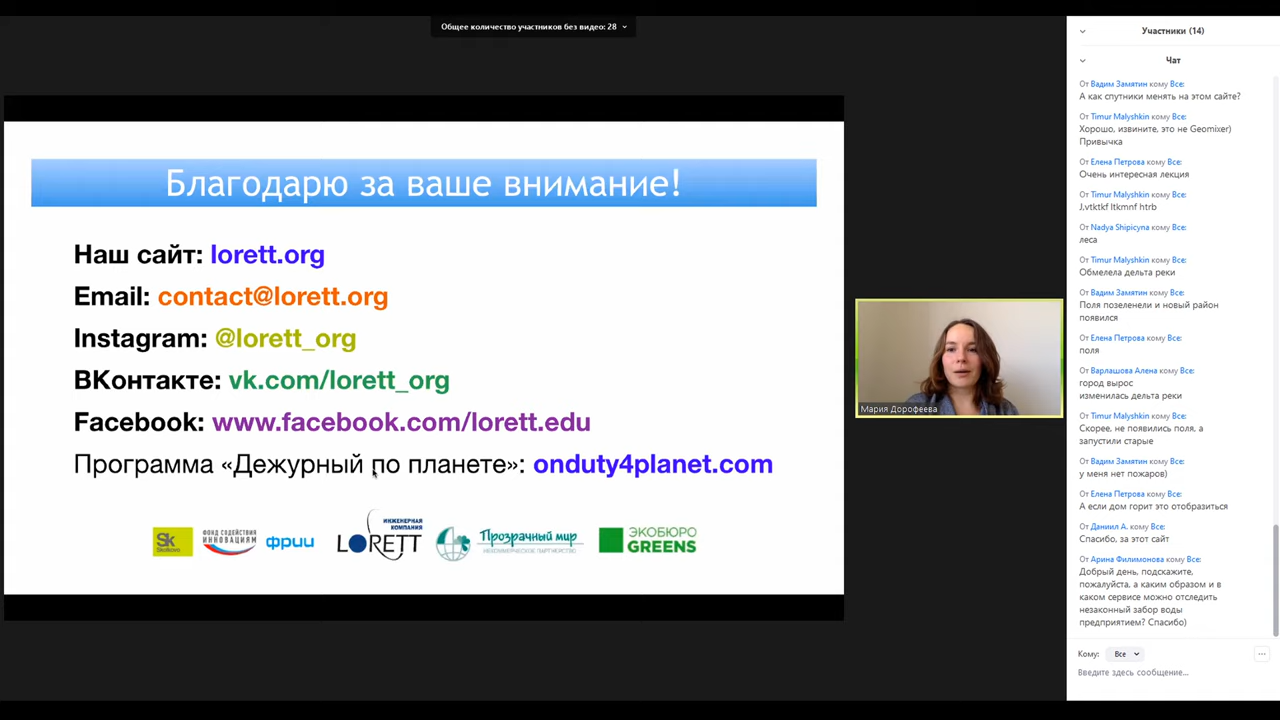 Общее количество участников без видео: 28
Благодарю за ваше внимание!
Наш сайт: lorett.org
Email: contact@lorett.org
Instagram: @lorett_org
ВКонтакте: vk.com/lorett_org
Facebook: www.facebook.com/lorett.edu
Программа «Дежурный по планете»: onduty4planet.com
Sk
Skolkovo
ФОНД СОДЕЙСТВИЯ
ИННОВАЦИЯМ
фрии
ИНЖЕНЕРНАЯ
КОМПАНИЯ
LORETT
Прозрачный мир
НЕКОММЕРЧЕСКОЕ ПАРТНЕРСТВО
ЭКОБЮРО
GREENS
Мария Дорофеева
Участники (14)
Чат
От Вадим Замятин кому Все:
А как спутники менять на этом сайте?
От Timur Malyshkin кому Все:
Хорошо, извините, это не Geomixer)
Привычка
От Елена Петрова кому Все:
Очень интересная лекция
От Timur Malyshkin кому Все:
J,vtktkf ltkmnf htrb
От Nadya Shipicyna кому Все:
леса
От Timur Malyshkin кому Все:
Обмелела дельта реки
От Вадим Замятин кому Все:
Поля позеленели и новый район
появился
От Елена Петрова кому Все:
поля
От Варлашова Алена кому Все:
город вырос
изменилась дельта реки
От Timur Malyshkin кому Все:
Скорее, не появились поля, а
запустили старые
От Вадим Замятин кому Все:
у меня нет пожаров)
От Елена Петрова кому Все:
А если дом горит это отобразиться
От Даниил А. кому Все:
Спасибо, за этот сайт
От Арина Филимонова кому Все:
Добрый день, подскажите,
пожалуйста, а каким образом и в
каком сервисе можно отследить
незаконный забор воды
предприятием? Спасибо)
Кому: Все
Введите здесь сообщение...